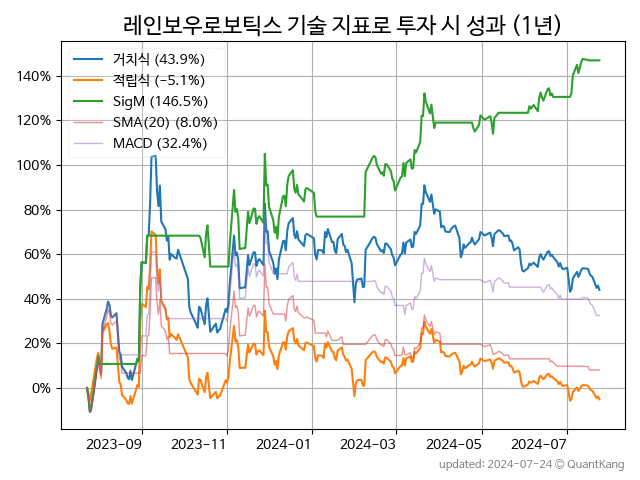 레인보우로보틱스 기술 지표로 투자 시 성과 (1년)
거치식 (43.9%)
적립식 (−5.1%)
SigM (146.5%)
SMA(20) (8.0%)
MACD (32.4%)
140%
120%
100%
80%
60%
40%
20%
0%
2023-09 2023-11 2024-01 2024-03 2024-05 2024-07
updated: 2024-07-24 © QuantKang